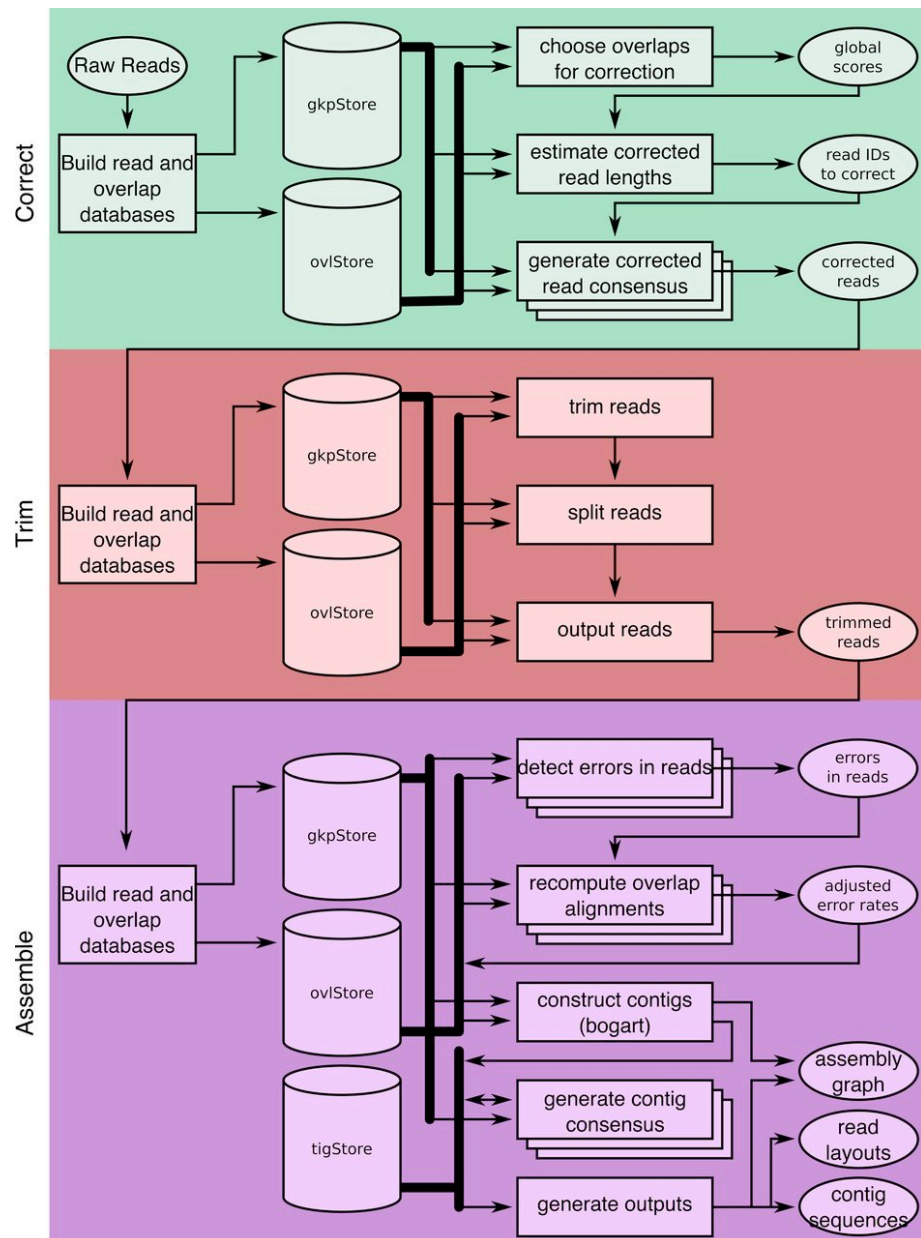 Correct
Raw Reads
Build read and
overlap
databases
gkpStore
ovlStore
choose overlaps
for correction
global
scores
estimate corrected
read lengths
read IDs
to correct
generate corrected
read consensus
corrected
reads
Trim
Build read and
overlap
databases
gkpStore
ovlStore
trim reads
split reads
output reads
trimmed
reads
Assemble
Build read and
overlap
databases
gkpStore
ovlStore
tigStore
detect errors in reads
errors
in reads
recompute overlap
alignments
adjusted
error rates
construct contigs
(bogart)
assembly
graph
generate contig
consensus
read
layouts
generate outputs
contig
sequences